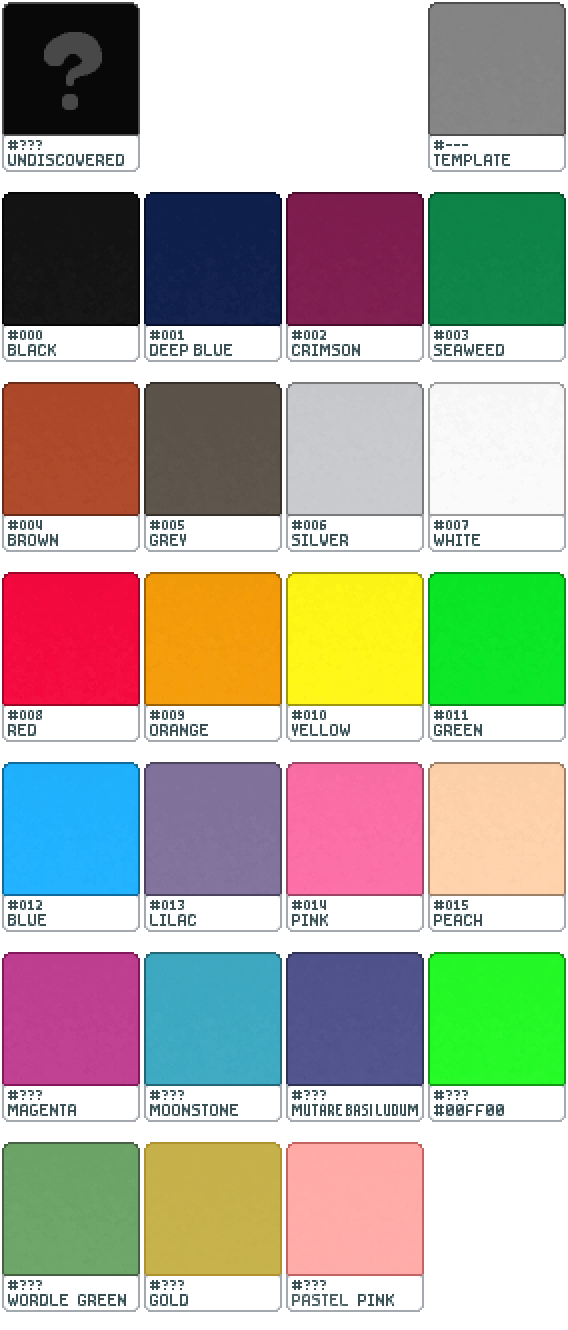 ?
#???
UNDISCOVERED
#---
TEMPLATE
#000
BLACK
#001
DEEP BLUE
#002
CRIMSON
#003
SEAWEED
#004
BROWN
#005
GREY
#006
SILVER
#007
WHITE
#008
RED
#009
ORANGE
#010
YELLOW
#011
GREEN
#012
BLUE
#013
LILAC
#014
PINK
#015
PEACH
#???
MAGENTA
#???
MOONSTONE
#???
MUTARE BASILUDUM
#???
#00FF00
#???
WORDLE GREEN
#???
GOLD
#???
PASTEL PINK